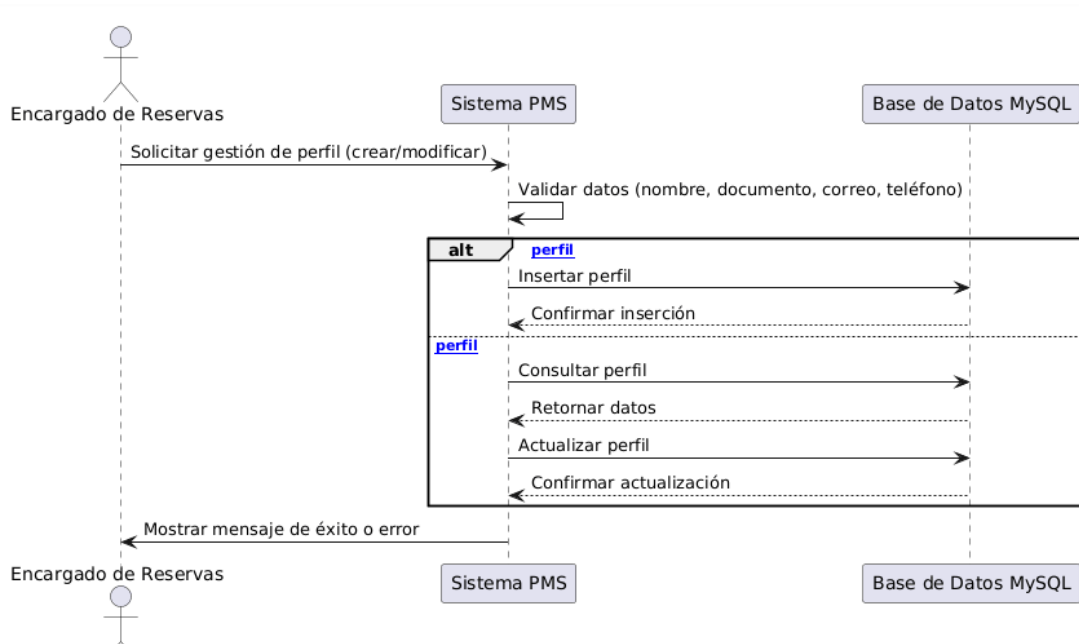 Encargado de Reservas
Sistema PMS
Base de Datos MySQL
Solicitar gestión de perfil (crear/modificar)
Validar datos (nombre, documento, correo, teléfono)
alt
perfil
Insertar perfil
Confirmar inserción
perfil
Consultar perfil
Retornar datos
Actualizar perfil
Confirmar actualización
Mostrar mensaje de éxito o error
Encargado de Reservas
Sistema PMS
Base de Datos MySQL